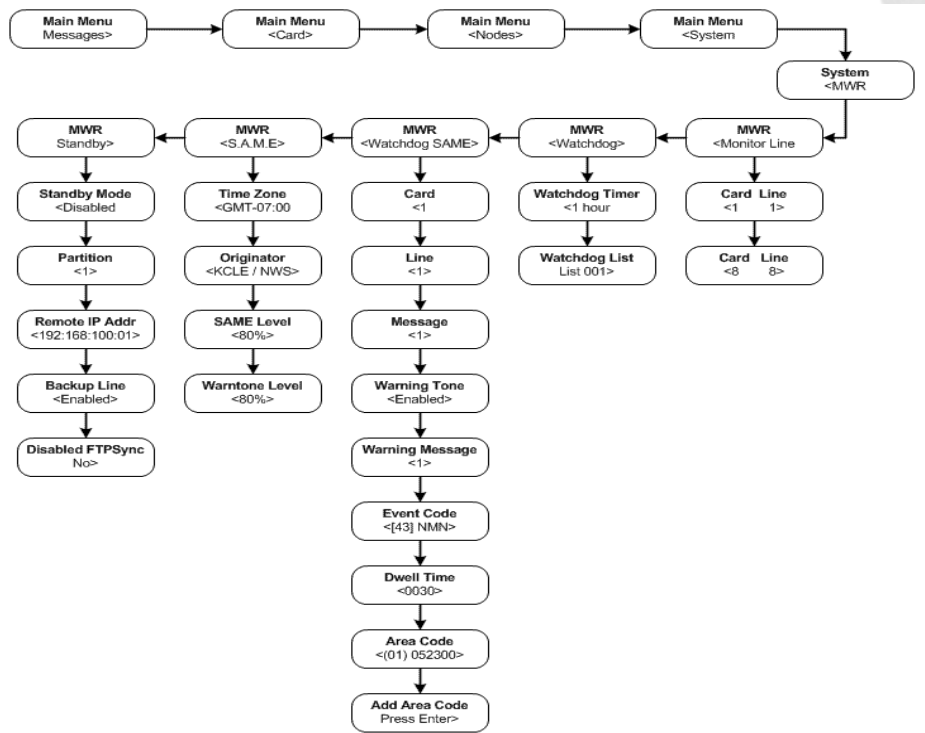 Main Menu
Messages>
Main Menu
<Card>
Main Menu
<Nodes>
Main Menu
<System
System
<MWR
MWR
Standby>
MWR
<S.A.M.E>
MWR
<Watchdog SAME>
MWR
<Watchdog>
MWR
<Monitor Line
Standby Mode
<Disabled
Time Zone
<GMT-07:00
Card
<1
Watchdog Timer
<1 hour
Card Line
<1 1>
Partition
<1>
Originator
<KCLE / NWS>
Line
<1>
Watchdog List
List 001>
Card Line
<8 8>
Remote IP Addr
<192:168:100:01>
SAME Level
<80%>
Message
<1>
Backup Line
<Enabled>
Warntone Level
<80%>
Warning Tone
<Enabled>
Disabled FTPSync
No>
Warning Message
<1>
Event Code
<[43] NMN>
Dwell Time
<0030>
Area Code
<(01) 052300>
Add Area Code
Press Enter>